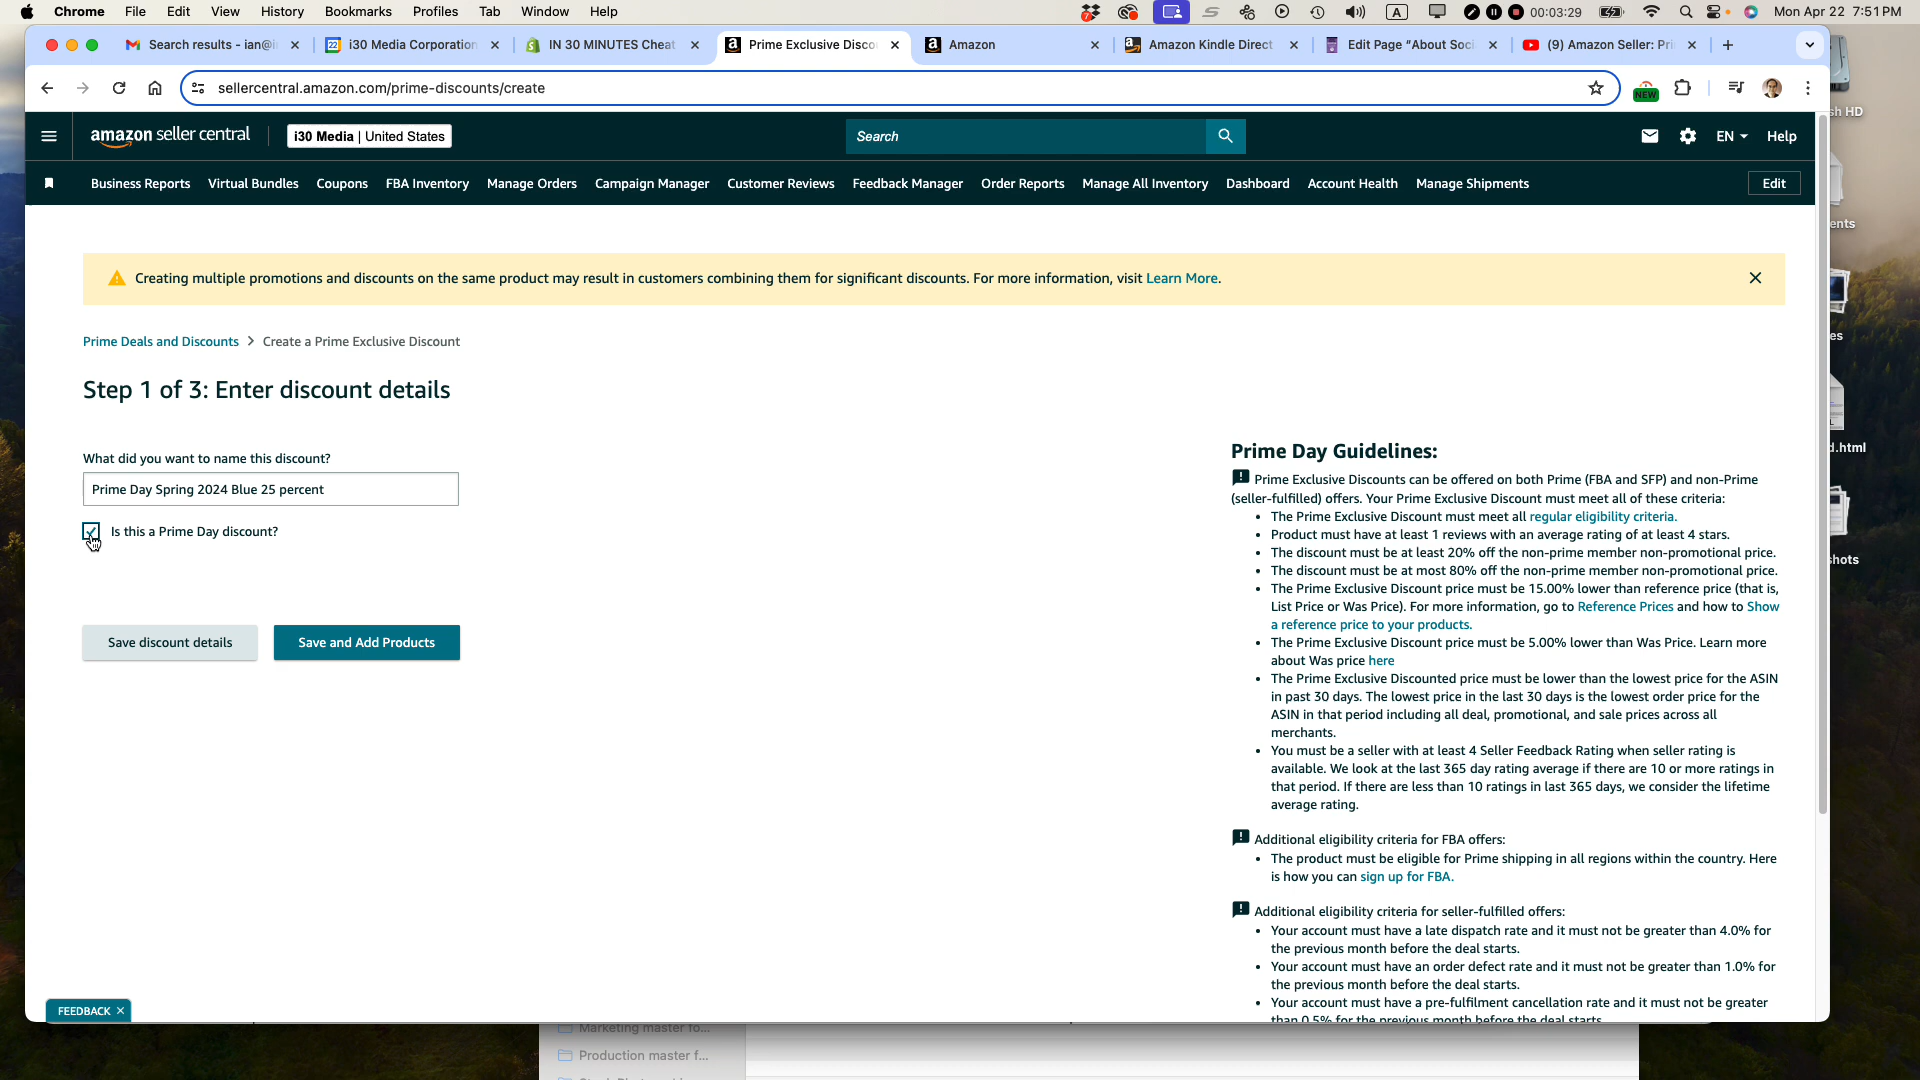 Chrome File Edit View History Bookmarks Profiles Tab Window Help
7 A 00:03:29 Mon Apr 22 7:51 PM
Search results - ian@i
22 i30 Media Corporation
IN 30 MINUTES Cheat
Prime Exclusive Disco
Amazon
Amazon Kindle Direct
Edit Page "About Soci
(9) Amazon Seller: Pri
sellercentral.amazon.com/prime-discounts/create
NEW
amazon seller central
i30 Media | United States
Search
EN
Help
Business Reports Virtual Bundles Coupons FBA Inventory Manage Orders Campaign Manager Customer Reviews Feedback Manager Order Reports Manage All Inventory Dashboard Account Health Manage Shipments
Edit
Creating multiple promotions and discounts on the same product may result in customers combining them for significant discounts. For more information, visit Learn More.
Prime Deals and Discounts > Create a Prime Exclusive Discount
Step 1 of 3: Enter discount details
What did you want to name this discount?
Prime Day Spring 2024 Blue 25 percent
Is this a Prime Day discount?
Save discount details
Save and Add Products
Prime Day Guidelines:
Prime Exclusive Discounts can be offered on both Prime (FBA and SFP) and non-Prime
(seller-fulfilled) offers. Your Prime Exclusive Discount must meet all of these criteria:
• The Prime Exclusive Discount must meet all regular eligibility criteria.
• Product must have at least 1 reviews with an average rating of at least 4 stars.
• The discount must be at least 20% off the non-prime member non-promotional price.
• The discount must be at most 80% off the non-prime member non-promotional price.
• The Prime Exclusive Discount price must be 15.00% lower than reference price (that is,
List Price or Was Price). For more information, go to Reference Prices and how to Show
a reference price to your products.
• The Prime Exclusive Discount price must be 5.00% lower than Was Price. Learn more
about Was price here
• The Prime Exclusive Discounted price must be lower than the lowest price for the ASIN
in past 30 days. The lowest price in the last 30 days is the lowest order price for the
ASIN in that period including all deal, promotional, and sale prices across all
merchants.
• You must be a seller with at least 4 Seller Feedback Rating when seller rating is
available. We look at the last 365 day rating average if there are 10 or more ratings in
that period. If there are less than 10 ratings in last 365 days, we consider the lifetime
average rating.
Additional eligibility criteria for FBA offers:
• The product must be eligible for Prime shipping in all regions within the country. Here
is how you can sign up for FBA.
Additional eligibility criteria for seller-fulfilled offers:
• Your account must have a late dispatch rate and it must not be greater than 4.0% for
the previous month before the deal starts.
• Your account must have an order defect rate and it must not be greater than 1.0% for
the previous month before the deal starts.
• Your account must have a pre-fulfilment cancellation rate and it must not be greater
than 0.5% for the previous month before the deal starts.
FEEDBACK
sh HD
ents
es
d.html
shots
Marketing master fo...
Production master f...